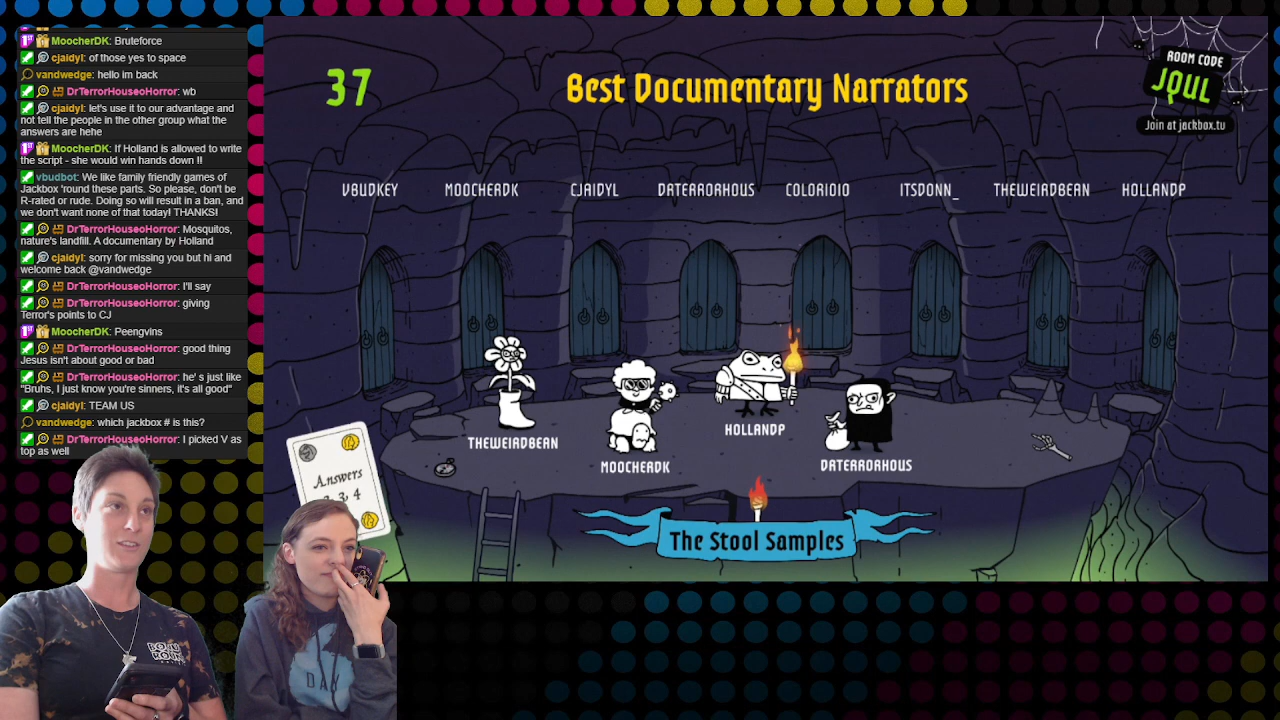 MoocherDK: Bruteforce
cjaidyl: of those yes to space
vandwedge: hello im back
DrTerrorHouseoHorror: wb
cjaidyl: let's use it to our advantage and
not tell the people in the other group what the
answers are hehe
MoocherDK: If Holland is allowed to write
the script - she would win hands down !!
vbudbot: We like family friendly games of
Jackbox 'round these parts. So please, don't be
R-rated or rude. Doing so will result in a ban, and
we don't want none of that today! THANKS!
DrTerrorHouseoHorror: Mosquitos,
nature's landfill. A documentary by Holland
cjaidyl: sorry for missing you but hi and
welcome back @vandwedge
DrTerrorHouseoHorror: I'll say
DrTerrorHouseoHorror: giving
Terror's points to CJ
MoocherDK: Peengvins
DrTerrorHouseoHorror: good thing
Jesus isn't about good or bad
DrTerrorHouseoHorror: he' s just like
"Bruhs, I just know you're sinners, it's all good"
cjaidyl: TEAM US
vandwedge: which jackbox # is this?
DrTerrorHouseoHorror: I picked V as
top as well
37
Best Documentary Narrators
ROOM CODE
JQUL
Join at jackbox.tv
VBUDKEY MOOCHERDK CJAIDYL DATERRORHOUS COLORIOIO ITSDONN_ THEWEIRDBEAN HOLLANDP
THEWEIRDBEAN
MOOCHERDK
HOLLANDP
DATERRORHOUS
Answers
3, 4
The Stool Samples
DAY